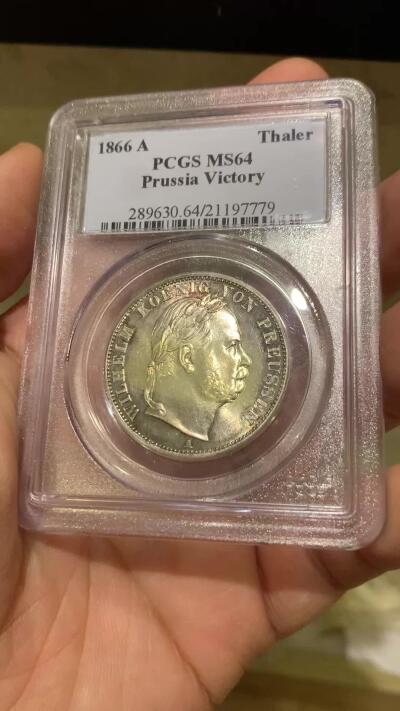 1866 A Thaler
PCGS MS64
Prussia Victory
289630.64/21197779
WILHELM KOENIG VON PREUSSEN
A